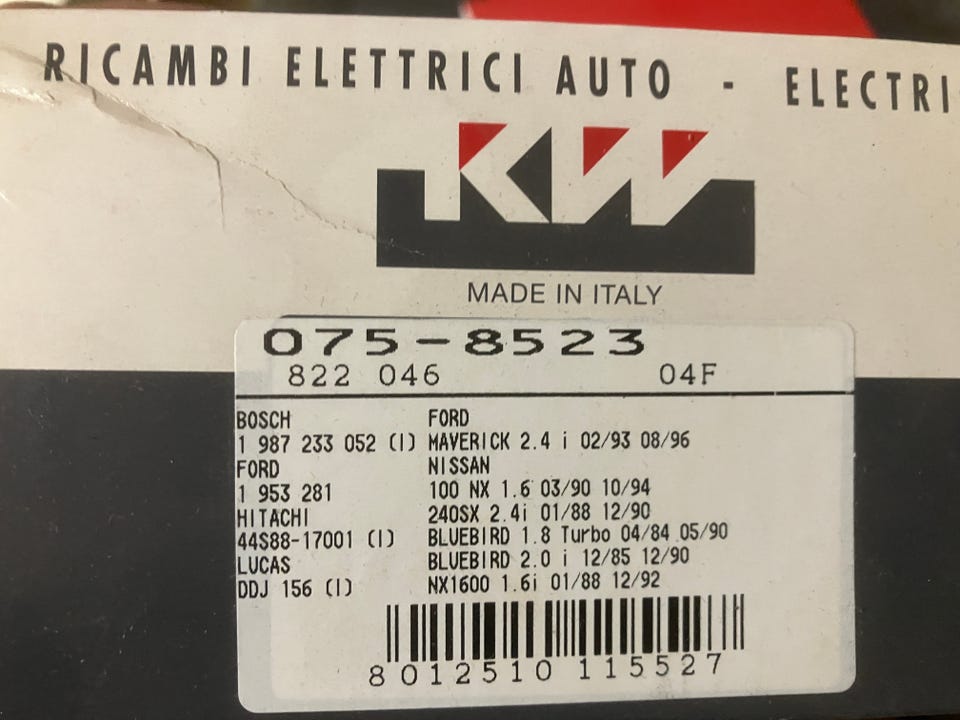 RICAMBI ELETTRICI AUTO - ELECTRI
KW
MADE IN ITALY
075-8523
822 046 04F
BOSCH FORD
1 987 233 052 (I) MAVERICK 2.4 i 02/93 08/96
FORD NISSAN
1 953 281 100 NX 1.6 03/90 10/94
HITACHI 240SX 2.4i 01/88 12/90
44S88-17001 (I) BLUEBIRD 1.8 Turbo 04/84 05/90
LUCAS BLUEBIRD 2.0 i 12/85 12/90
DDJ 156 (I) NX1600 1.6i 01/88 12/92
8 012510 115527